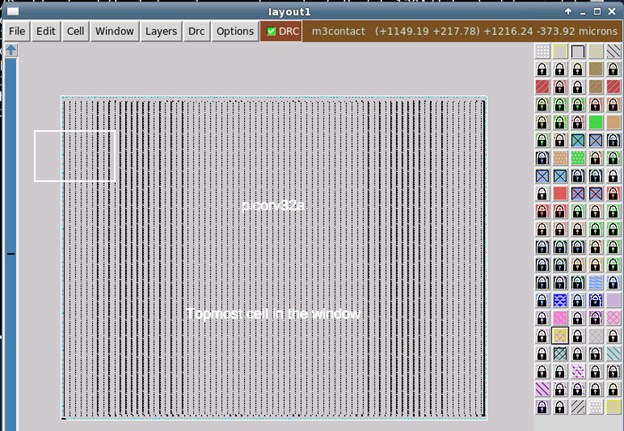 layout1
File Edit Cell Window Layers Drc Options DRC m3contact (+1149.19 +217.78) +1216.24 -373.92 microns
picorv32a
Topmost cell in the window